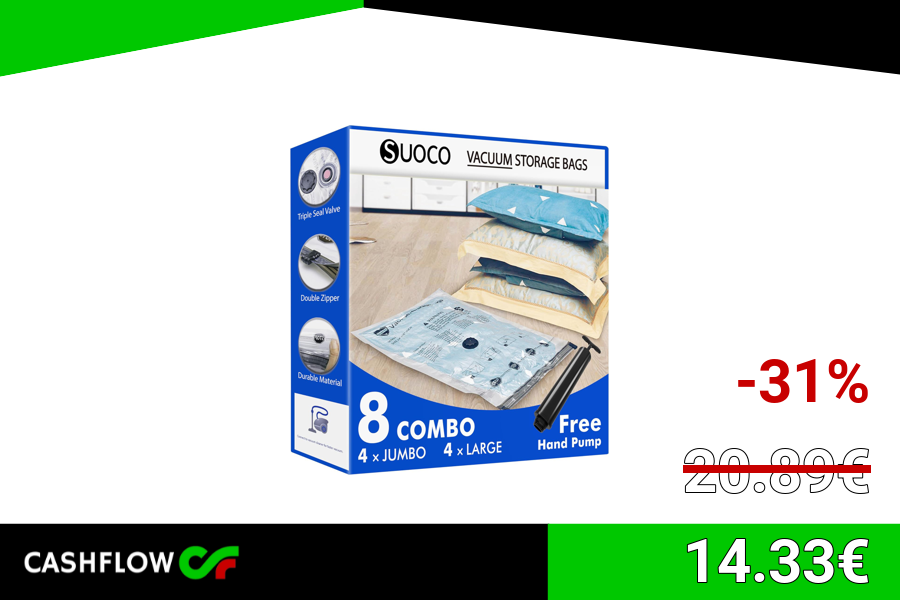 SUOCO VACUUM STORAGE BAGS
Triple Seal Valve
Double Zipper
Durable Material
8 COMBO
4 x JUMBO 4 x LARGE
Free
Hand Pump
-31%
20.89€
CASHFLOW
14.33€